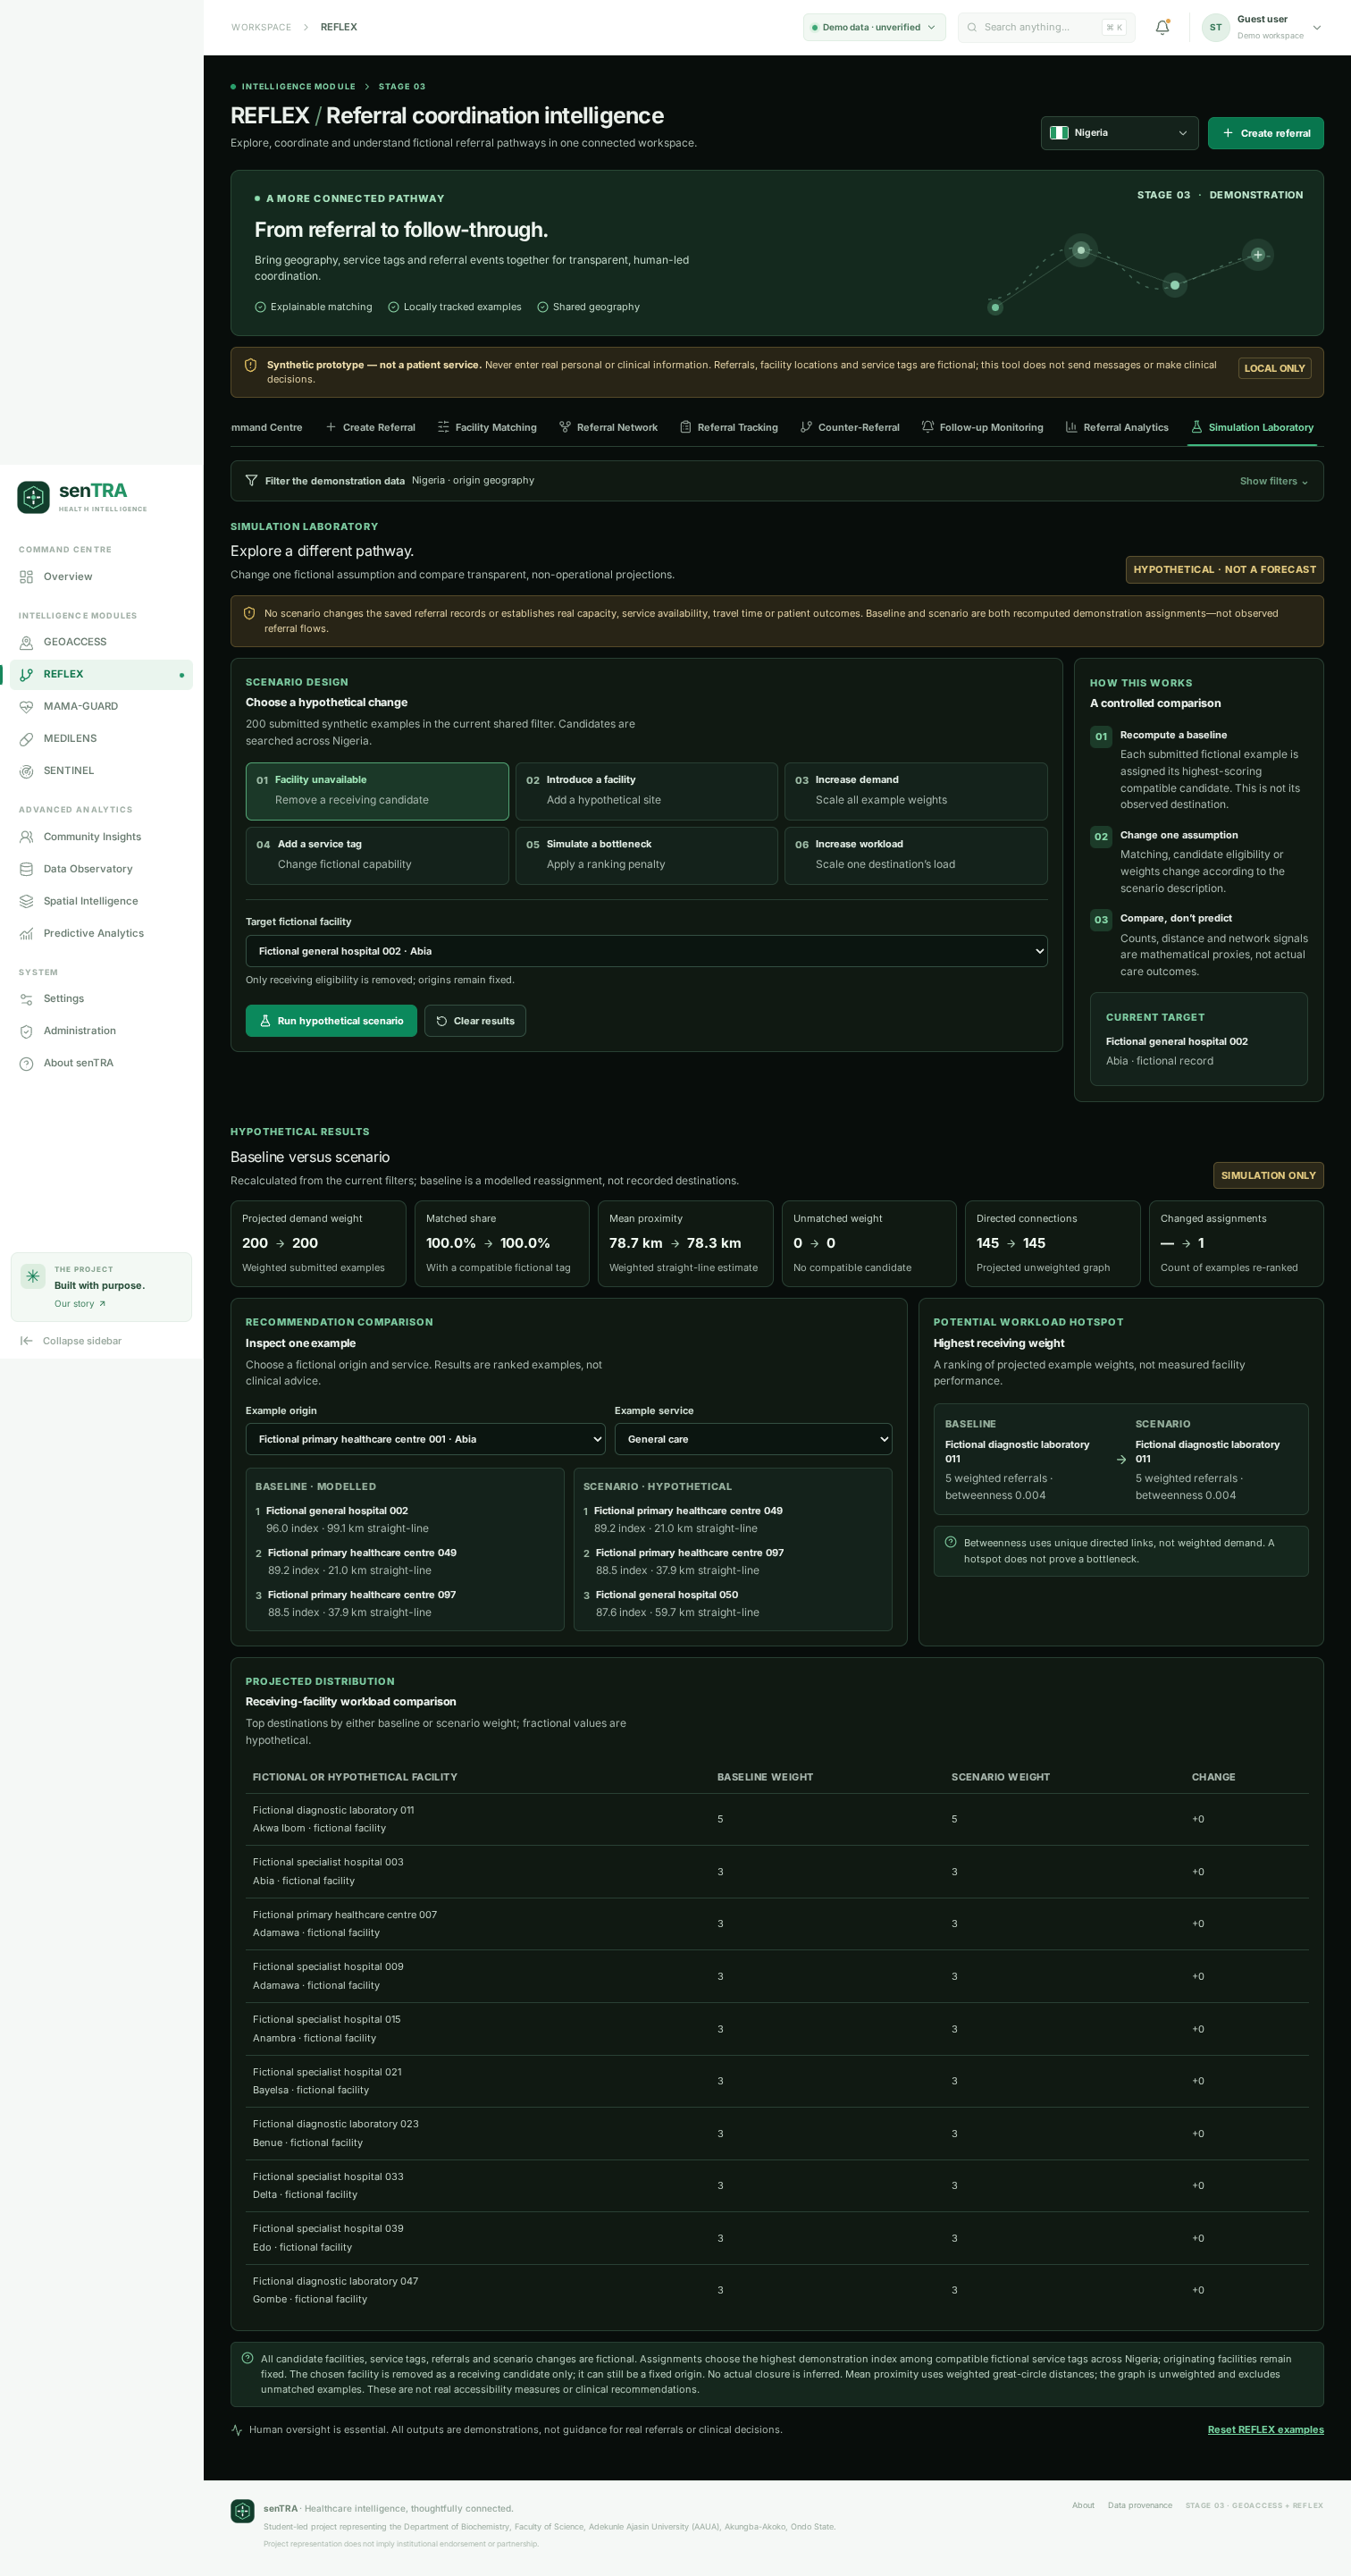 WORKSPACE > REFLEX
Demo data · unverified
Search anything...
⌘ K
ST
Guest user
Demo workspace
INTELLIGENCE MODULE > STAGE 03
REFLEX / Referral coordination intelligence
Explore, coordinate and understand fictional referral pathways in one connected workspace.
Nigeria
Create referral
A MORE CONNECTED PATHWAY
STAGE 03 · DEMONSTRATION
From referral to follow-through.
Bring geography, service tags and referral events together for transparent, human-led
coordination.
Explainable matching
Locally tracked examples
Shared geography
Synthetic prototype — not a patient service. Never enter real personal or clinical information. Referrals, facility locations and service tags are fictional; this tool does not send messages or make clinical
decisions.
LOCAL ONLY
mmand Centre
Create Referral
Facility Matching
Referral Network
Referral Tracking
Counter-Referral
Follow-up Monitoring
Referral Analytics
Simulation Laboratory
Filter the demonstration data Nigeria · origin geography
Show filters
senTRA
HEALTH INTELLIGENCE
COMMAND CENTRE
Overview
INTELLIGENCE MODULES
GEOACCESS
REFLEX
MAMA-GUARD
MEDILENS
SENTINEL
ADVANCED ANALYTICS
Community Insights
Data Observatory
Spatial Intelligence
Predictive Analytics
SYSTEM
Settings
Administration
About senTRA
THE PROJECT
Built with purpose.
Our story
Collapse sidebar
SIMULATION LABORATORY
Explore a different pathway.
Change one fictional assumption and compare transparent, non-operational projections.
HYPOTHETICAL · NOT A FORECAST
No scenario changes the saved referral records or establishes real capacity, service availability, travel time or patient outcomes. Baseline and scenario are both recomputed demonstration assignments—not observed
referral flows.
SCENARIO DESIGN
Choose a hypothetical change
200 submitted synthetic examples in the current shared filter. Candidates are
searched across Nigeria.
01 Facility unavailable
Remove a receiving candidate
02 Introduce a facility
Add a hypothetical site
03 Increase demand
Scale all example weights
04 Add a service tag
Change fictional capability
05 Simulate a bottleneck
Apply a ranking penalty
06 Increase workload
Scale one destination's load
Target fictional facility
Fictional general hospital 002 · Abia
Only receiving eligibility is removed; origins remain fixed.
Run hypothetical scenario
Clear results
HOW THIS WORKS
A controlled comparison
01 Recompute a baseline
Each submitted fictional example is
assigned its highest-scoring
compatible candidate. This is not its
observed destination.
02 Change one assumption
Matching, candidate eligibility or
weights change according to the
scenario description.
03 Compare, don't predict
Counts, distance and network signals
are mathematical proxies, not actual
care outcomes.
CURRENT TARGET
Fictional general hospital 002
Abia · fictional record
HYPOTHETICAL RESULTS
Baseline versus scenario
Recalculated from the current filters; baseline is a modelled reassignment, not recorded destinations.
SIMULATION ONLY
Projected demand weight
200 → 200
Weighted submitted examples
Matched share
100.0% → 100.0%
With a compatible fictional tag
Mean proximity
78.7 km → 78.3 km
Weighted straight-line estimate
Unmatched weight
0 → 0
No compatible candidate
Directed connections
145 → 145
Projected unweighted graph
Changed assignments
— → 1
Count of examples re-ranked
RECOMMENDATION COMPARISON
Inspect one example
Choose a fictional origin and service. Results are ranked examples, not
clinical advice.
Example origin
Fictional primary healthcare centre 001 · Abia
Example service
General care
BASELINE · MODELLED
1 Fictional general hospital 002
96.0 index · 99.1 km straight-line
2 Fictional primary healthcare centre 049
89.2 index · 21.0 km straight-line
3 Fictional primary healthcare centre 097
88.5 index · 37.9 km straight-line
SCENARIO · HYPOTHETICAL
1 Fictional primary healthcare centre 049
89.2 index · 21.0 km straight-line
2 Fictional primary healthcare centre 097
88.5 index · 37.9 km straight-line
3 Fictional general hospital 050
87.6 index · 59.7 km straight-line
POTENTIAL WORKLOAD HOTSPOT
Highest receiving weight
A ranking of projected example weights, not measured facility
performance.
BASELINE
Fictional diagnostic laboratory
011
5 weighted referrals ·
betweenness 0.004
→
SCENARIO
Fictional diagnostic laboratory
011
5 weighted referrals ·
betweenness 0.004
Betweenness uses unique directed links, not weighted demand. A
hotspot does not prove a bottleneck.
PROJECTED DISTRIBUTION
Receiving-facility workload comparison
Top destinations by either baseline or scenario weight; fractional values are
hypothetical.
FICTIONAL OR HYPOTHETICAL FACILITY BASELINE WEIGHT SCENARIO WEIGHT CHANGE
Fictional diagnostic laboratory 011
Akwa Ibom · fictional facility
5 5 +0
Fictional specialist hospital 003
Abia · fictional facility
3 3 +0
Fictional primary healthcare centre 007
Adamawa · fictional facility
3 3 +0
Fictional specialist hospital 009
Adamawa · fictional facility
3 3 +0
Fictional specialist hospital 015
Anambra · fictional facility
3 3 +0
Fictional specialist hospital 021
Bayelsa · fictional facility
3 3 +0
Fictional diagnostic laboratory 023
Benue · fictional facility
3 3 +0
Fictional specialist hospital 033
Delta · fictional facility
3 3 +0
Fictional specialist hospital 039
Edo · fictional facility
3 3 +0
Fictional diagnostic laboratory 047
Gombe · fictional facility
3 3 +0
All candidate facilities, service tags, referrals and scenario changes are fictional. Assignments choose the highest demonstration index among compatible fictional service tags across Nigeria; originating facilities remain
fixed. The chosen facility is removed as a receiving candidate only; it can still be a fixed origin. No actual closure is inferred. Mean proximity uses weighted great-circle distances; the graph is unweighted and excludes
unmatched examples. These are not real accessibility measures or clinical recommendations.
Human oversight is essential. All outputs are demonstrations, not guidance for real referrals or clinical decisions.
Reset REFLEX examples
senTRA · Healthcare intelligence, thoughtfully connected.
Student-led project representing the Department of Biochemistry, Faculty of Science, Adekunle Ajasin University (AAUA), Akungba-Akoko, Ondo State.
Project representation does not imply institutional endorsement or partnership.
About
Data provenance
STAGE 03 · GEOACCESS + REFLEX